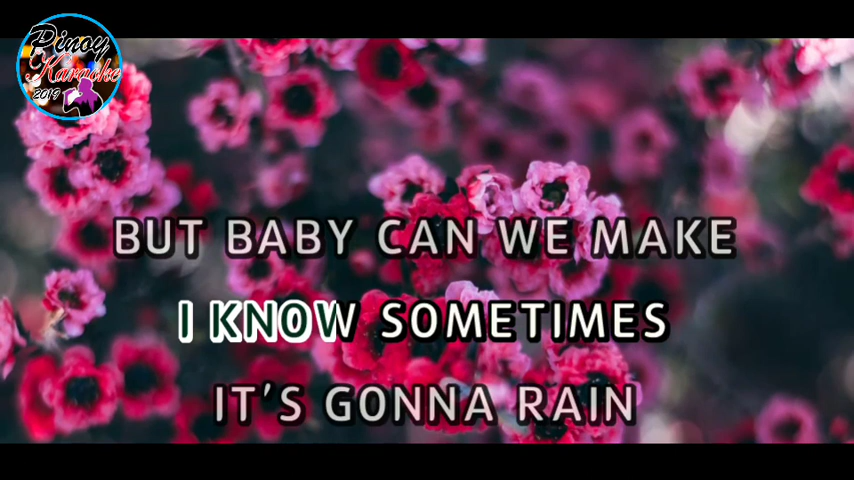 Pinoy
Karaoke
2019
BUT BABY CAN WE MAKE
I KNOW SOMETIMES
IT'S GONNA RAIN